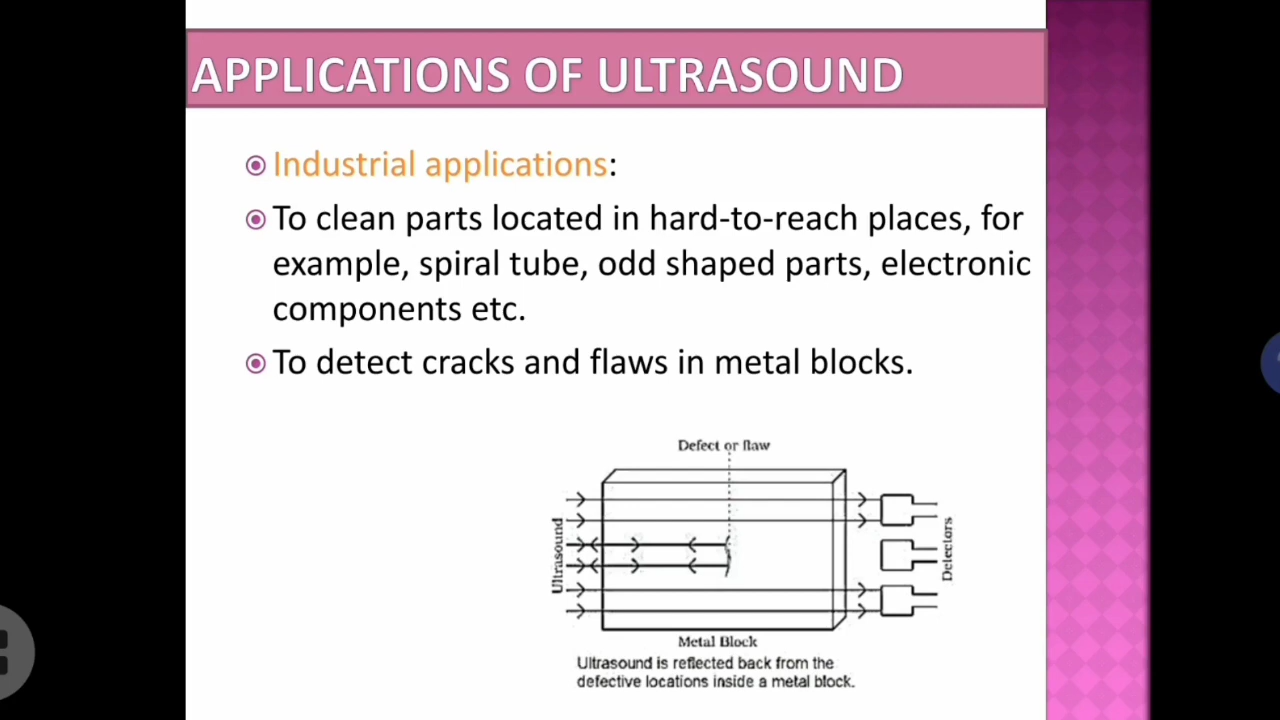 APPLICATIONS OF ULTRASOUND
Industrial applications:
To clean parts located in hard-to-reach places, for
example, spiral tube, odd shaped parts, electronic
components etc.
To detect cracks and flaws in metal blocks.
Defect or flaw
Ultrasound
Detectors
Metal Block
Ultrasound is reflected back from the
defective locations inside a metal block.